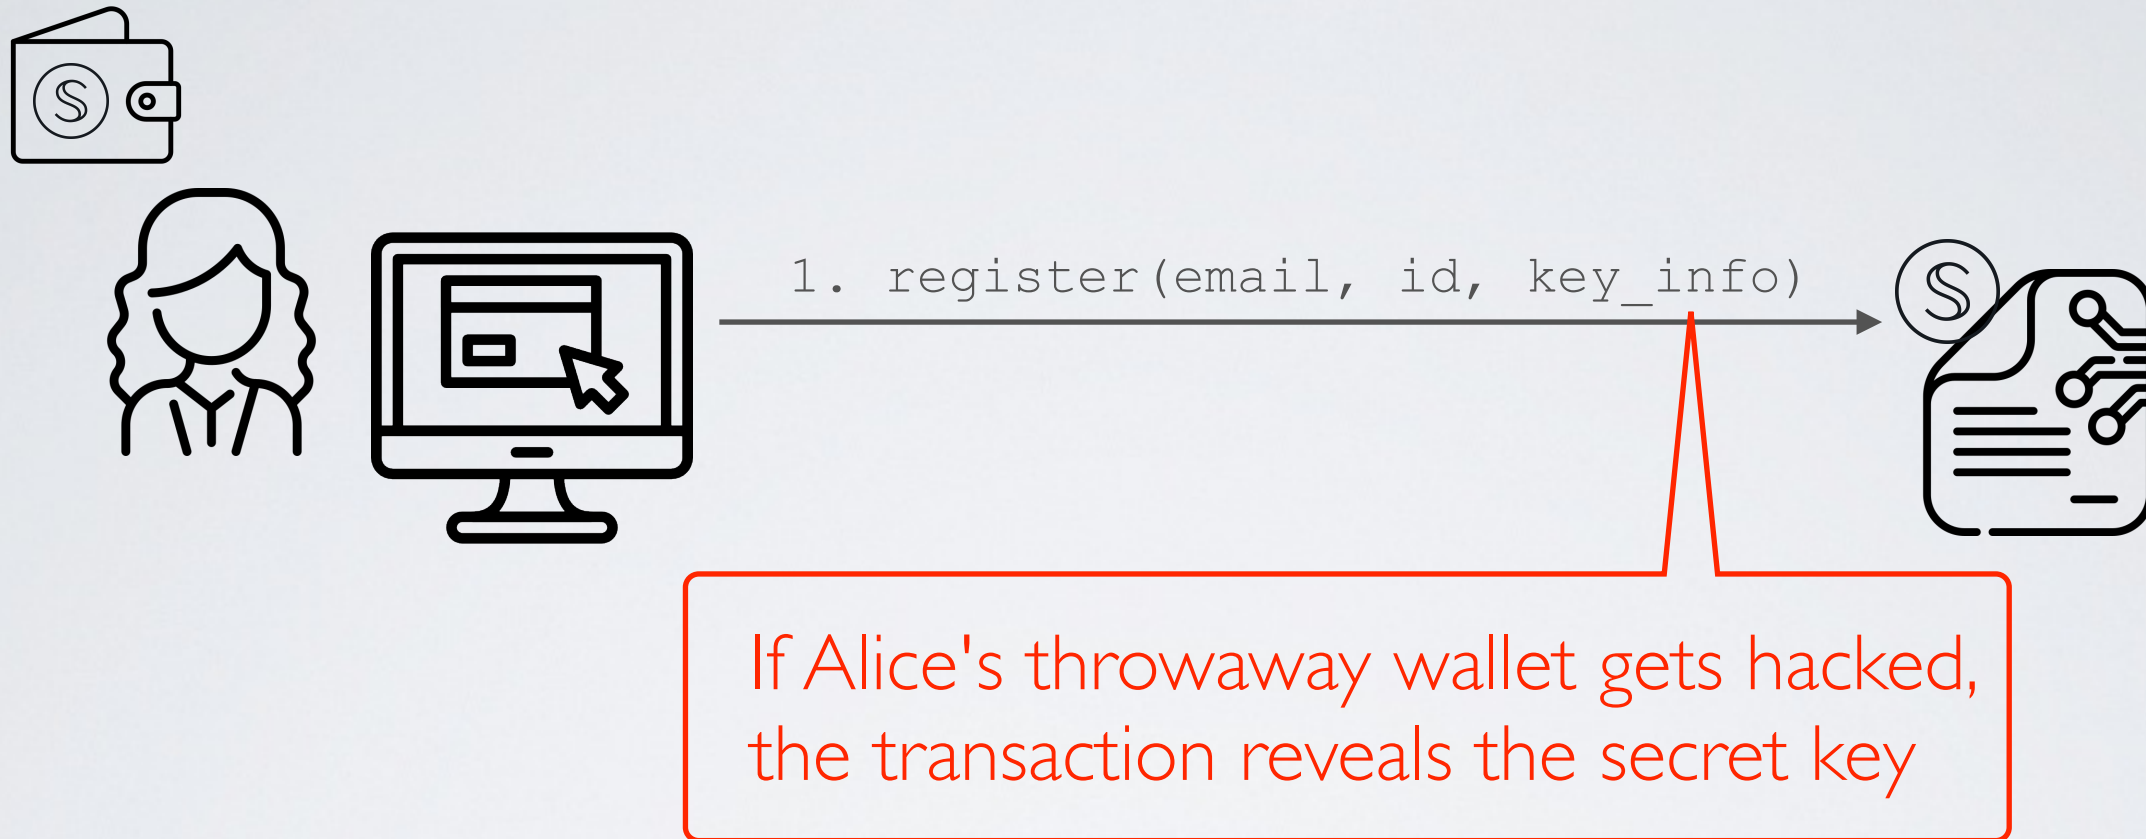 1. register(email, id, key_info)
If Alice's throwaway wallet gets hacked,
the transaction reveals the secret key